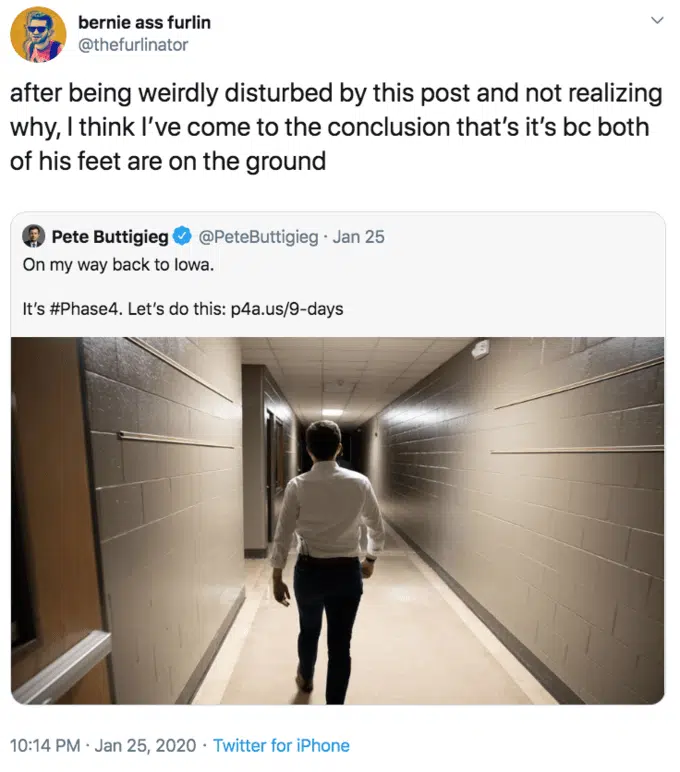 bernie ass furlin
@thefurlinator
after being weirdly disturbed by this post and not realizing
why, I think I've come to the conclusion that's it's bc both
of his feet are on the ground
Pete Buttigieg @PeteButtigieg · Jan 25
On my way back to Iowa.
It's #Phase4. Let's do this: p4a.us/9-days
10:14 PM · Jan 25, 2020 · Twitter for iPhone